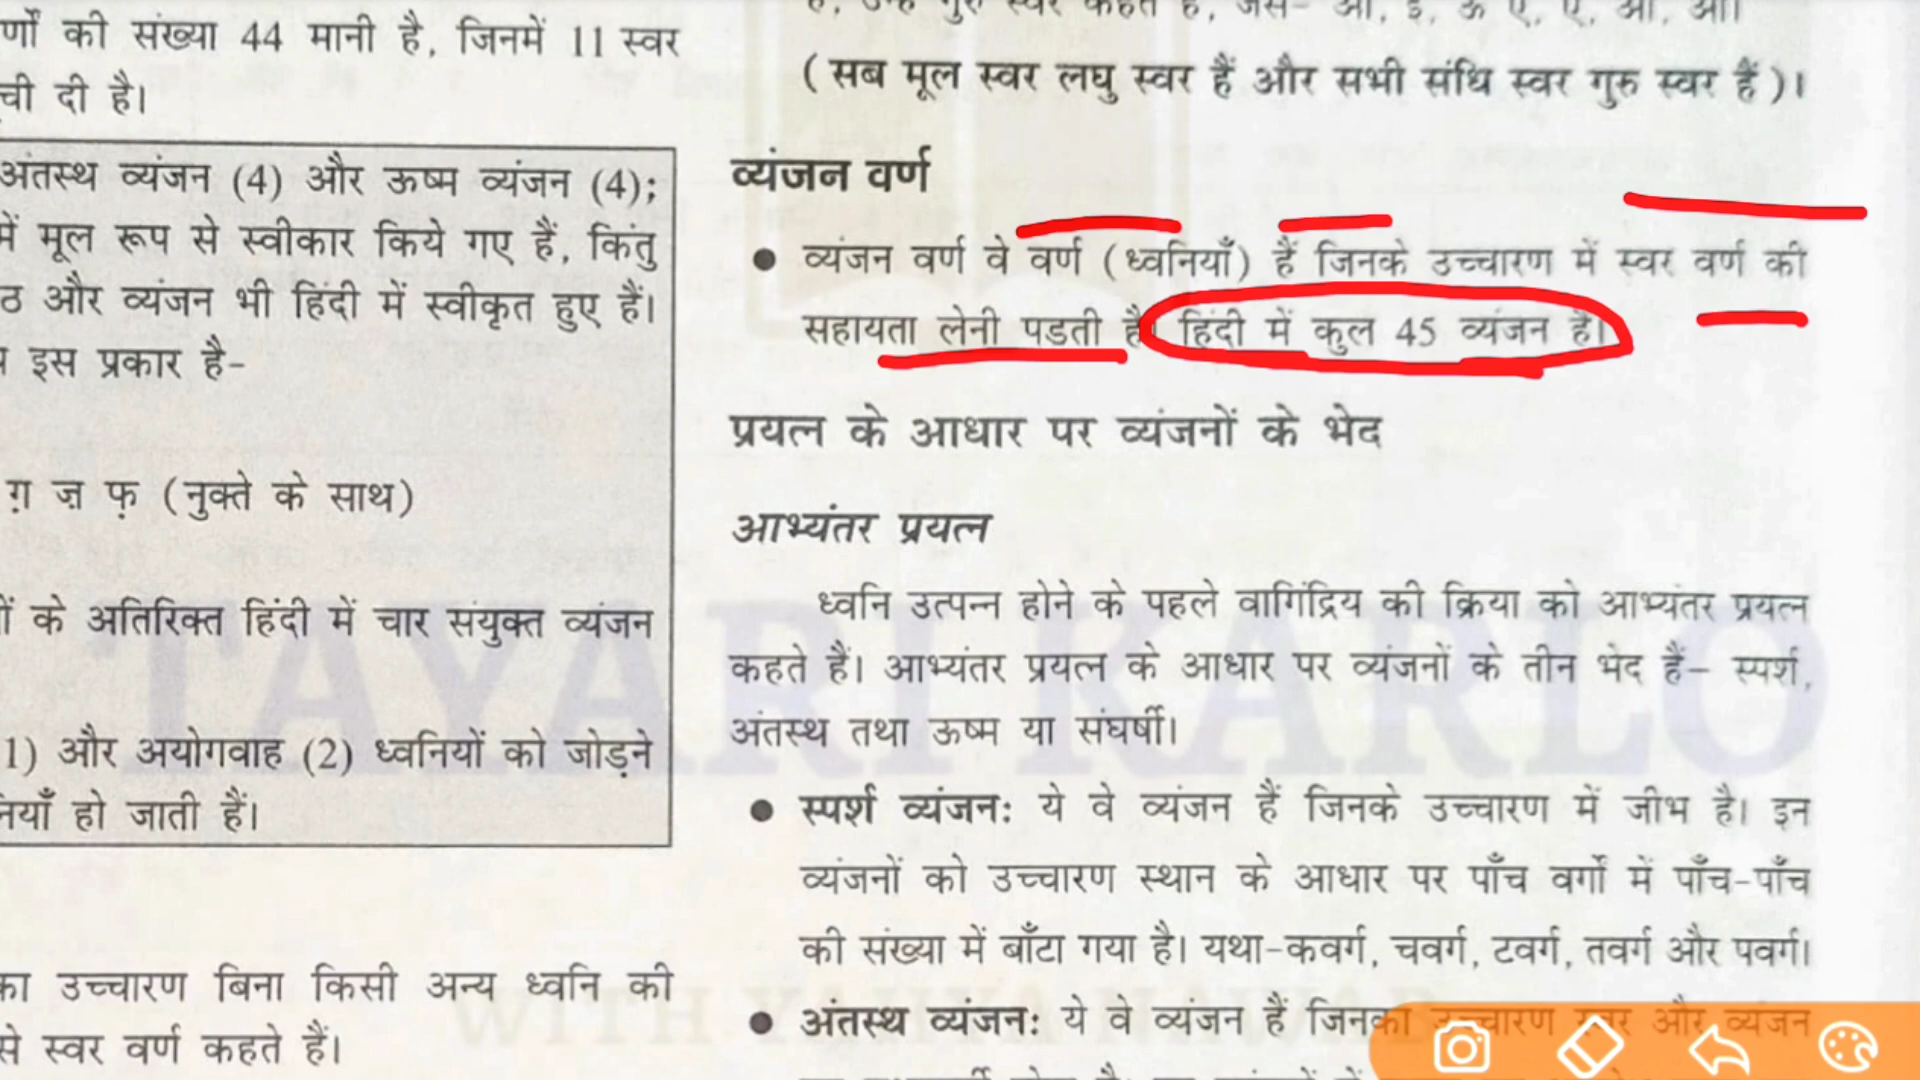 र्णों की संख्या 44 मानी है, जिनमें 11 स्वर
ची दी है।
अंतस्थ व्यंजन (4) और ऊष्म व्यंजन (4);
में मूल रूप से स्वीकार किये गए हैं, किंतु
ठ और व्यंजन भी हिंदी में स्वीकृत हुए हैं।
इस प्रकार है-
ग़ ज़ फ़ (नुक्ते के साथ)
के अतिरिक्त हिंदी में चार संयुक्त व्यंजन
1) और अयोगवाह (2) ध्वनियों को जोड़ने
नियाँ हो जाती हैं।
का उच्चारण बिना किसी अन्य ध्वनि की
से स्वर वर्ण कहते हैं।
(सब मूल स्वर लघु स्वर हैं और सभी संधि स्वर गुरु स्वर हैं)।
व्यंजन वर्ण
● व्यंजन वर्ण वे वर्ण (ध्वनियाँ) हैं जिनके उच्चारण में स्वर वर्ण की
सहायता लेनी पडती है। हिंदी में कुल 45 व्यंजन हैं।
प्रयत्न के आधार पर व्यंजनों के भेद
आभ्यंतर प्रयत्न
ध्वनि उत्पन्न होने के पहले वागिंद्रिय की क्रिया को आभ्यंतर प्रयत्न
कहते हैं। आभ्यंतर प्रयत्न के आधार पर व्यंजनों के तीन भेद हैं- स्पर्श,
अंतस्थ तथा ऊष्म या संघर्षी।
● स्पर्श व्यंजन: ये वे व्यंजन हैं जिनके उच्चारण में जीभ है। इन
व्यंजनों को उच्चारण स्थान के आधार पर पाँच वर्गों में पाँच-पाँच
की संख्या में बाँटा गया है। यथा-कवर्ग, चवर्ग, टवर्ग, तवर्ग और पवर्ग।
● अंतस्थ व्यंजन: ये वे व्यंजन हैं जिनका उच्चारण स्वर और व्यंजन
TAYARI KARLO
WITH YAHYA NAWAB